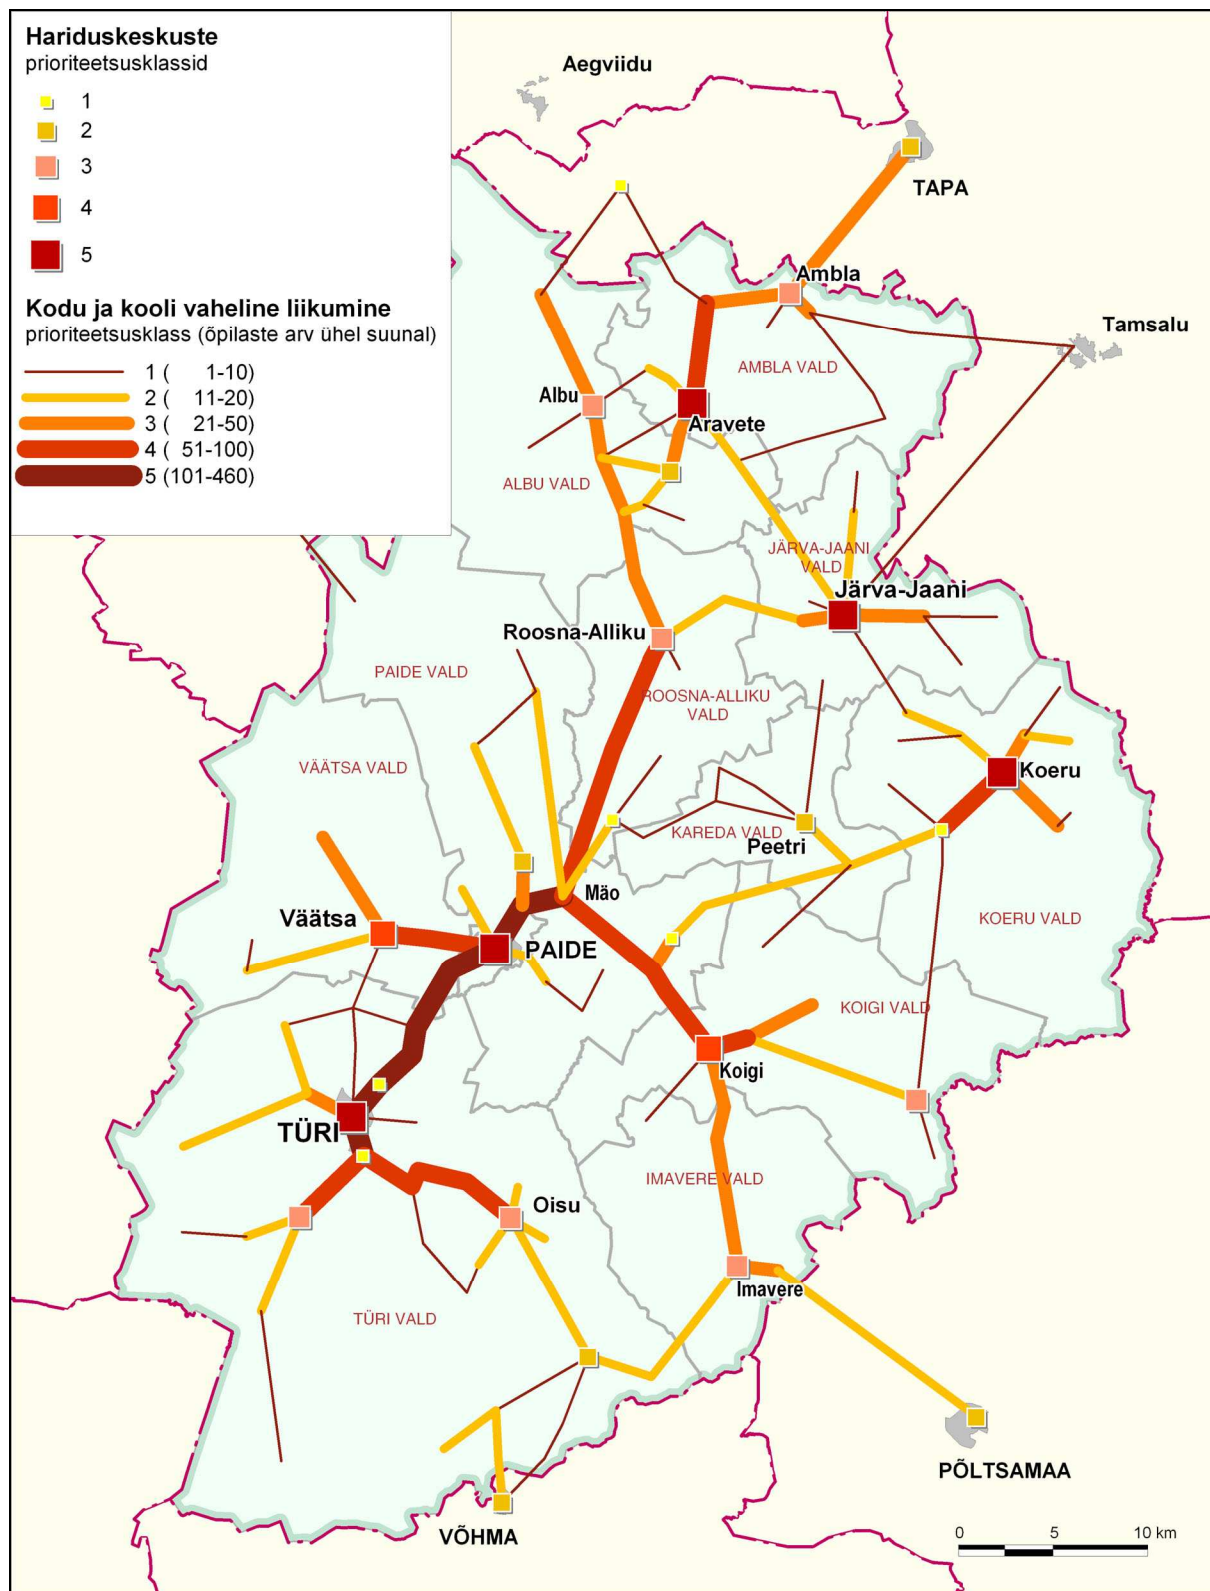 Hariduskeskuste
prioriteetsusklassid
1
2
3
4
5
Kodu ja kooli vaheline liikumine
prioriteetsusklass (õpilaste arv ühel suunal)
1 ( 1-10)
2 ( 11-20)
3 ( 21-50)
4 ( 51-100)
5 (101-460)
Aegviidu
TAPA
Ambla
Tamsalu
AMBLA VALD
Albu
Aravete
ALBU VALD
JÄRVA-JAANI
VALD
Järva-Jaani
Roosna-Alliku
PAIDE VALD
ROOSNA-ALLIKU
VALD
VÄÄTSA VALD
Koeru
KAREDA VALD
Peetri
Mäo
Väätsa
PAIDE
KOERU VALD
KOIGI VALD
Koigi
TÜRI
IMAVERE VALD
Oisu
Imavere
TÜRI VALD
PÕLTSAMAA
VÕHMA
0 5 10 km